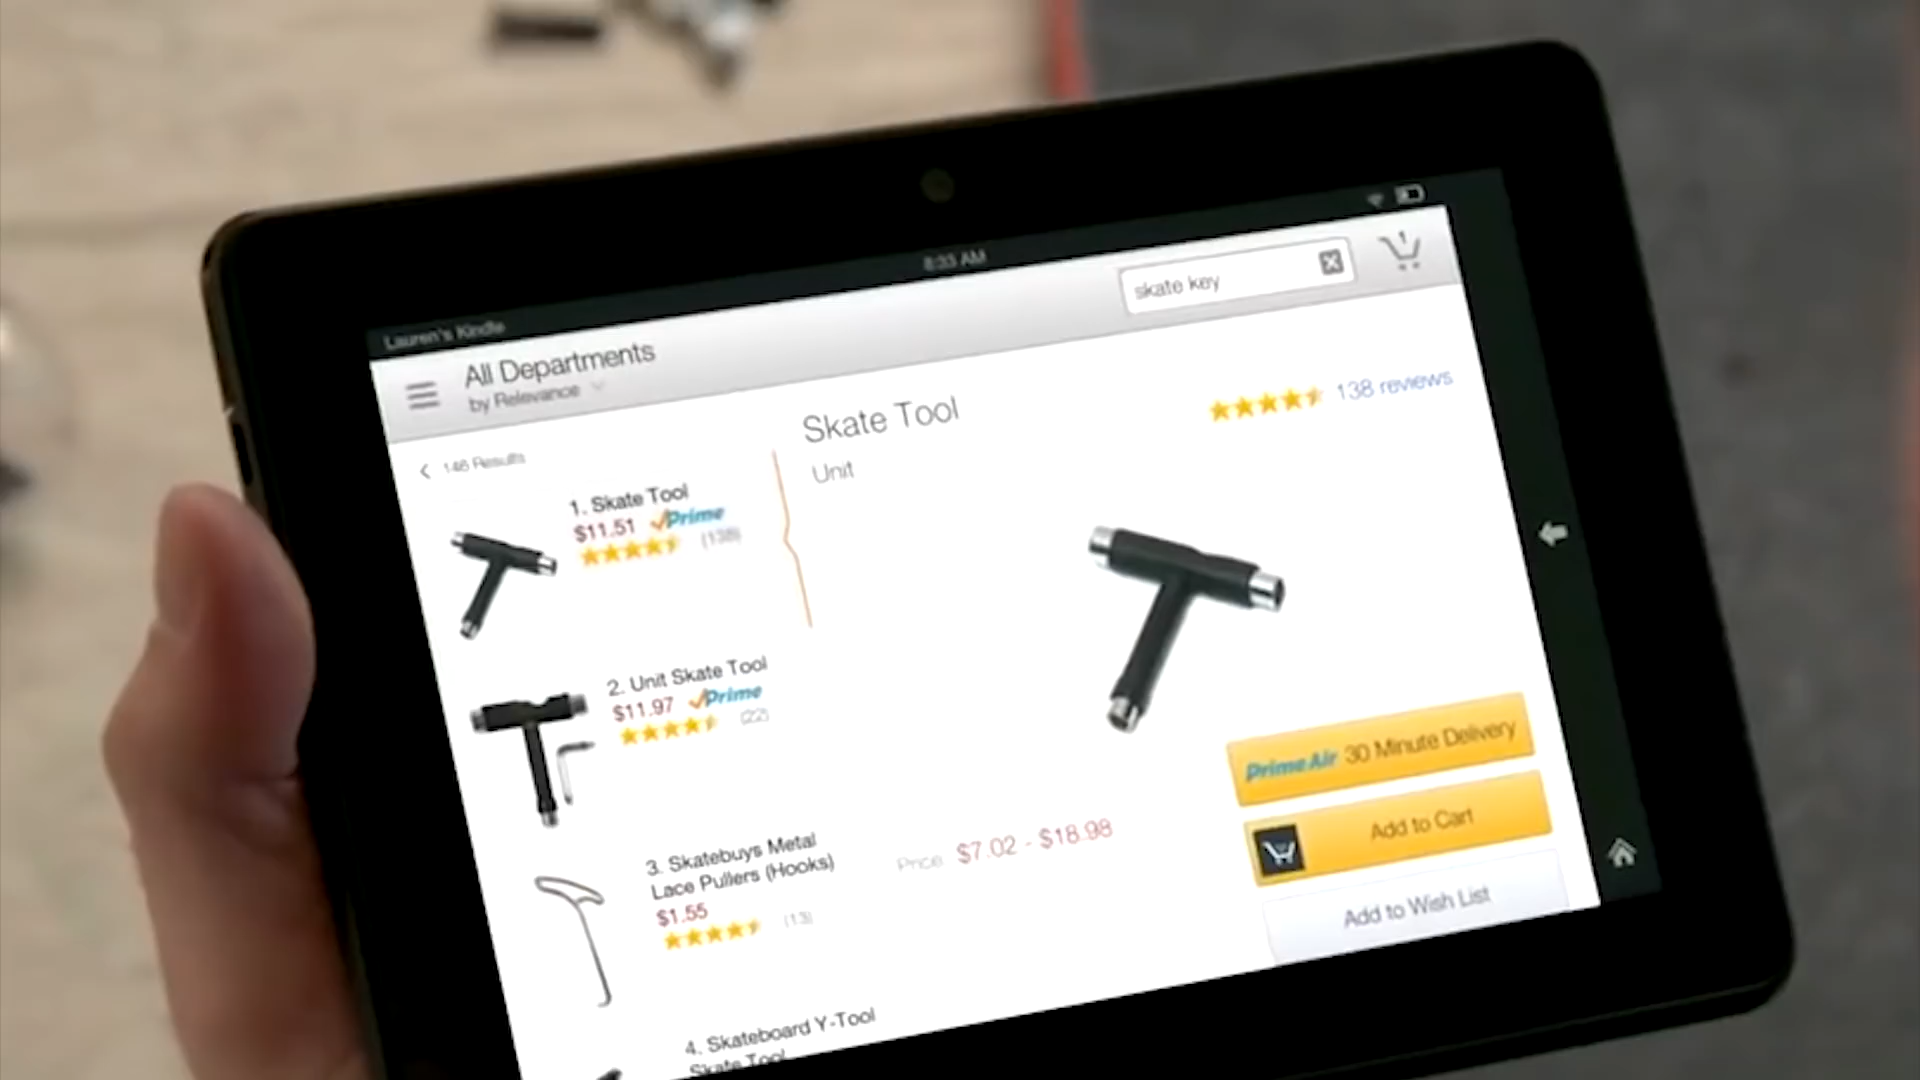 Lauren's Kindle
8:33 AM
All Departments
by Relevance
skate key
1
146 Results
1. Skate Tool
$11.51 Prime
(138)
2. Unit Skate Tool
$11.97 Prime
(22)
3. Skatebuys Metal
Lace Pullers (Hooks)
$1.55
(13)
4. Skateboard Y-Tool
Skate Tool
Skate Tool
138 reviews
Unit
Price $7.02 - $18.98
Prime Air 30 Minute Delivery
Add to Cart
Add to Wish List